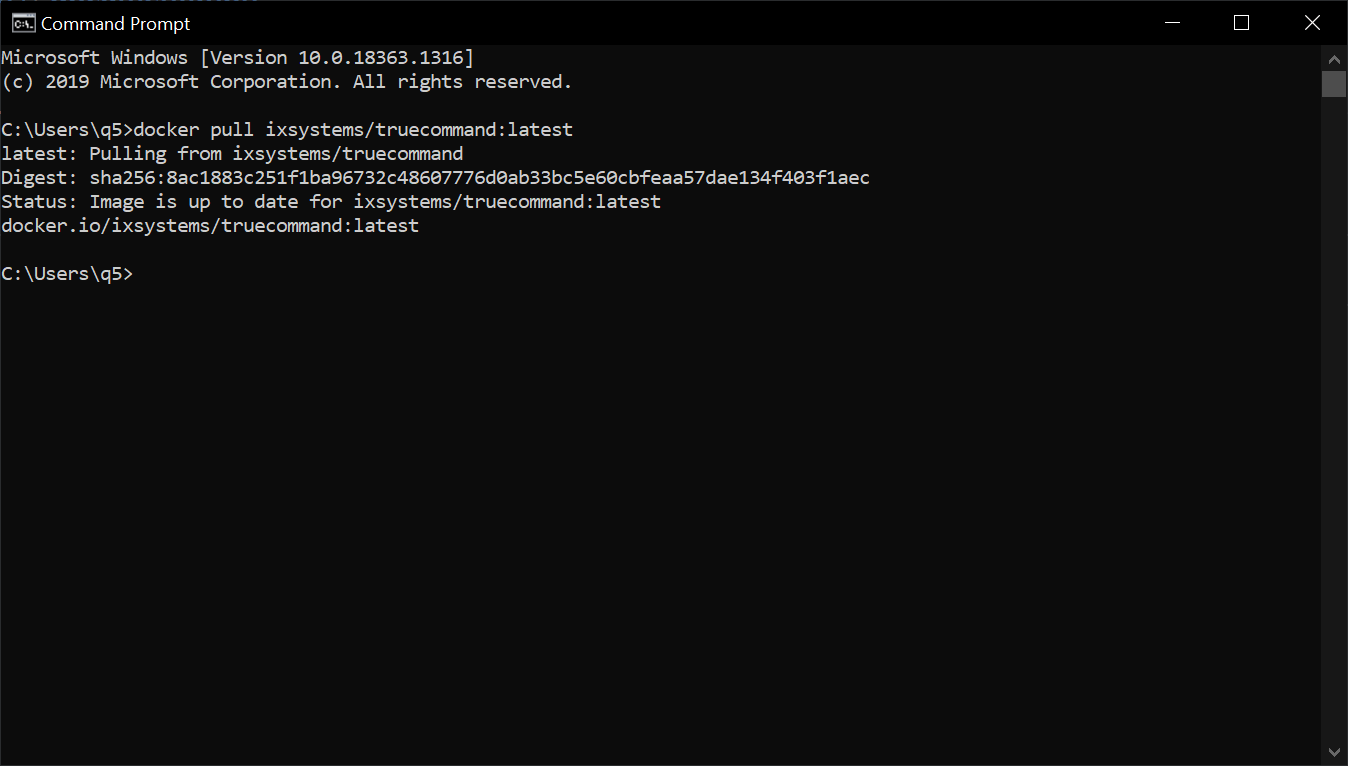 Command Prompt
Microsoft Windows [Version 10.0.18363.1316]
(c) 2019 Microsoft Corporation. All rights reserved.
C:\Users\q5>docker pull ixsystems/truecommand:latest
latest: Pulling from ixsystems/truecommand
Digest: sha256:8ac1883c251f1ba96732c48607776d0ab33bc5e60cbfeaa57dae134f403f1aec
Status: Image is up to date for ixsystems/truecommand:latest
docker.io/ixsystems/truecommand:latest
C:\Users\q5>